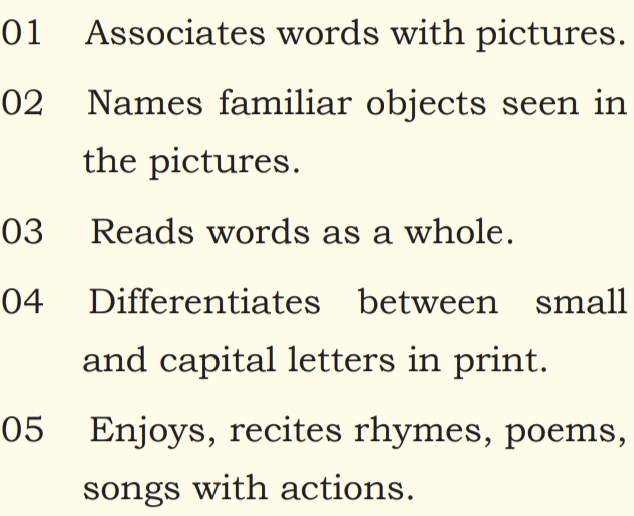 01 Associates words with pictures.
02 Names familiar objects seen in
the pictures.
03 Reads words as a whole.
04 Differentiates between small
and capital letters in print.
05 Enjoys, recites rhymes, poems,
songs with actions.